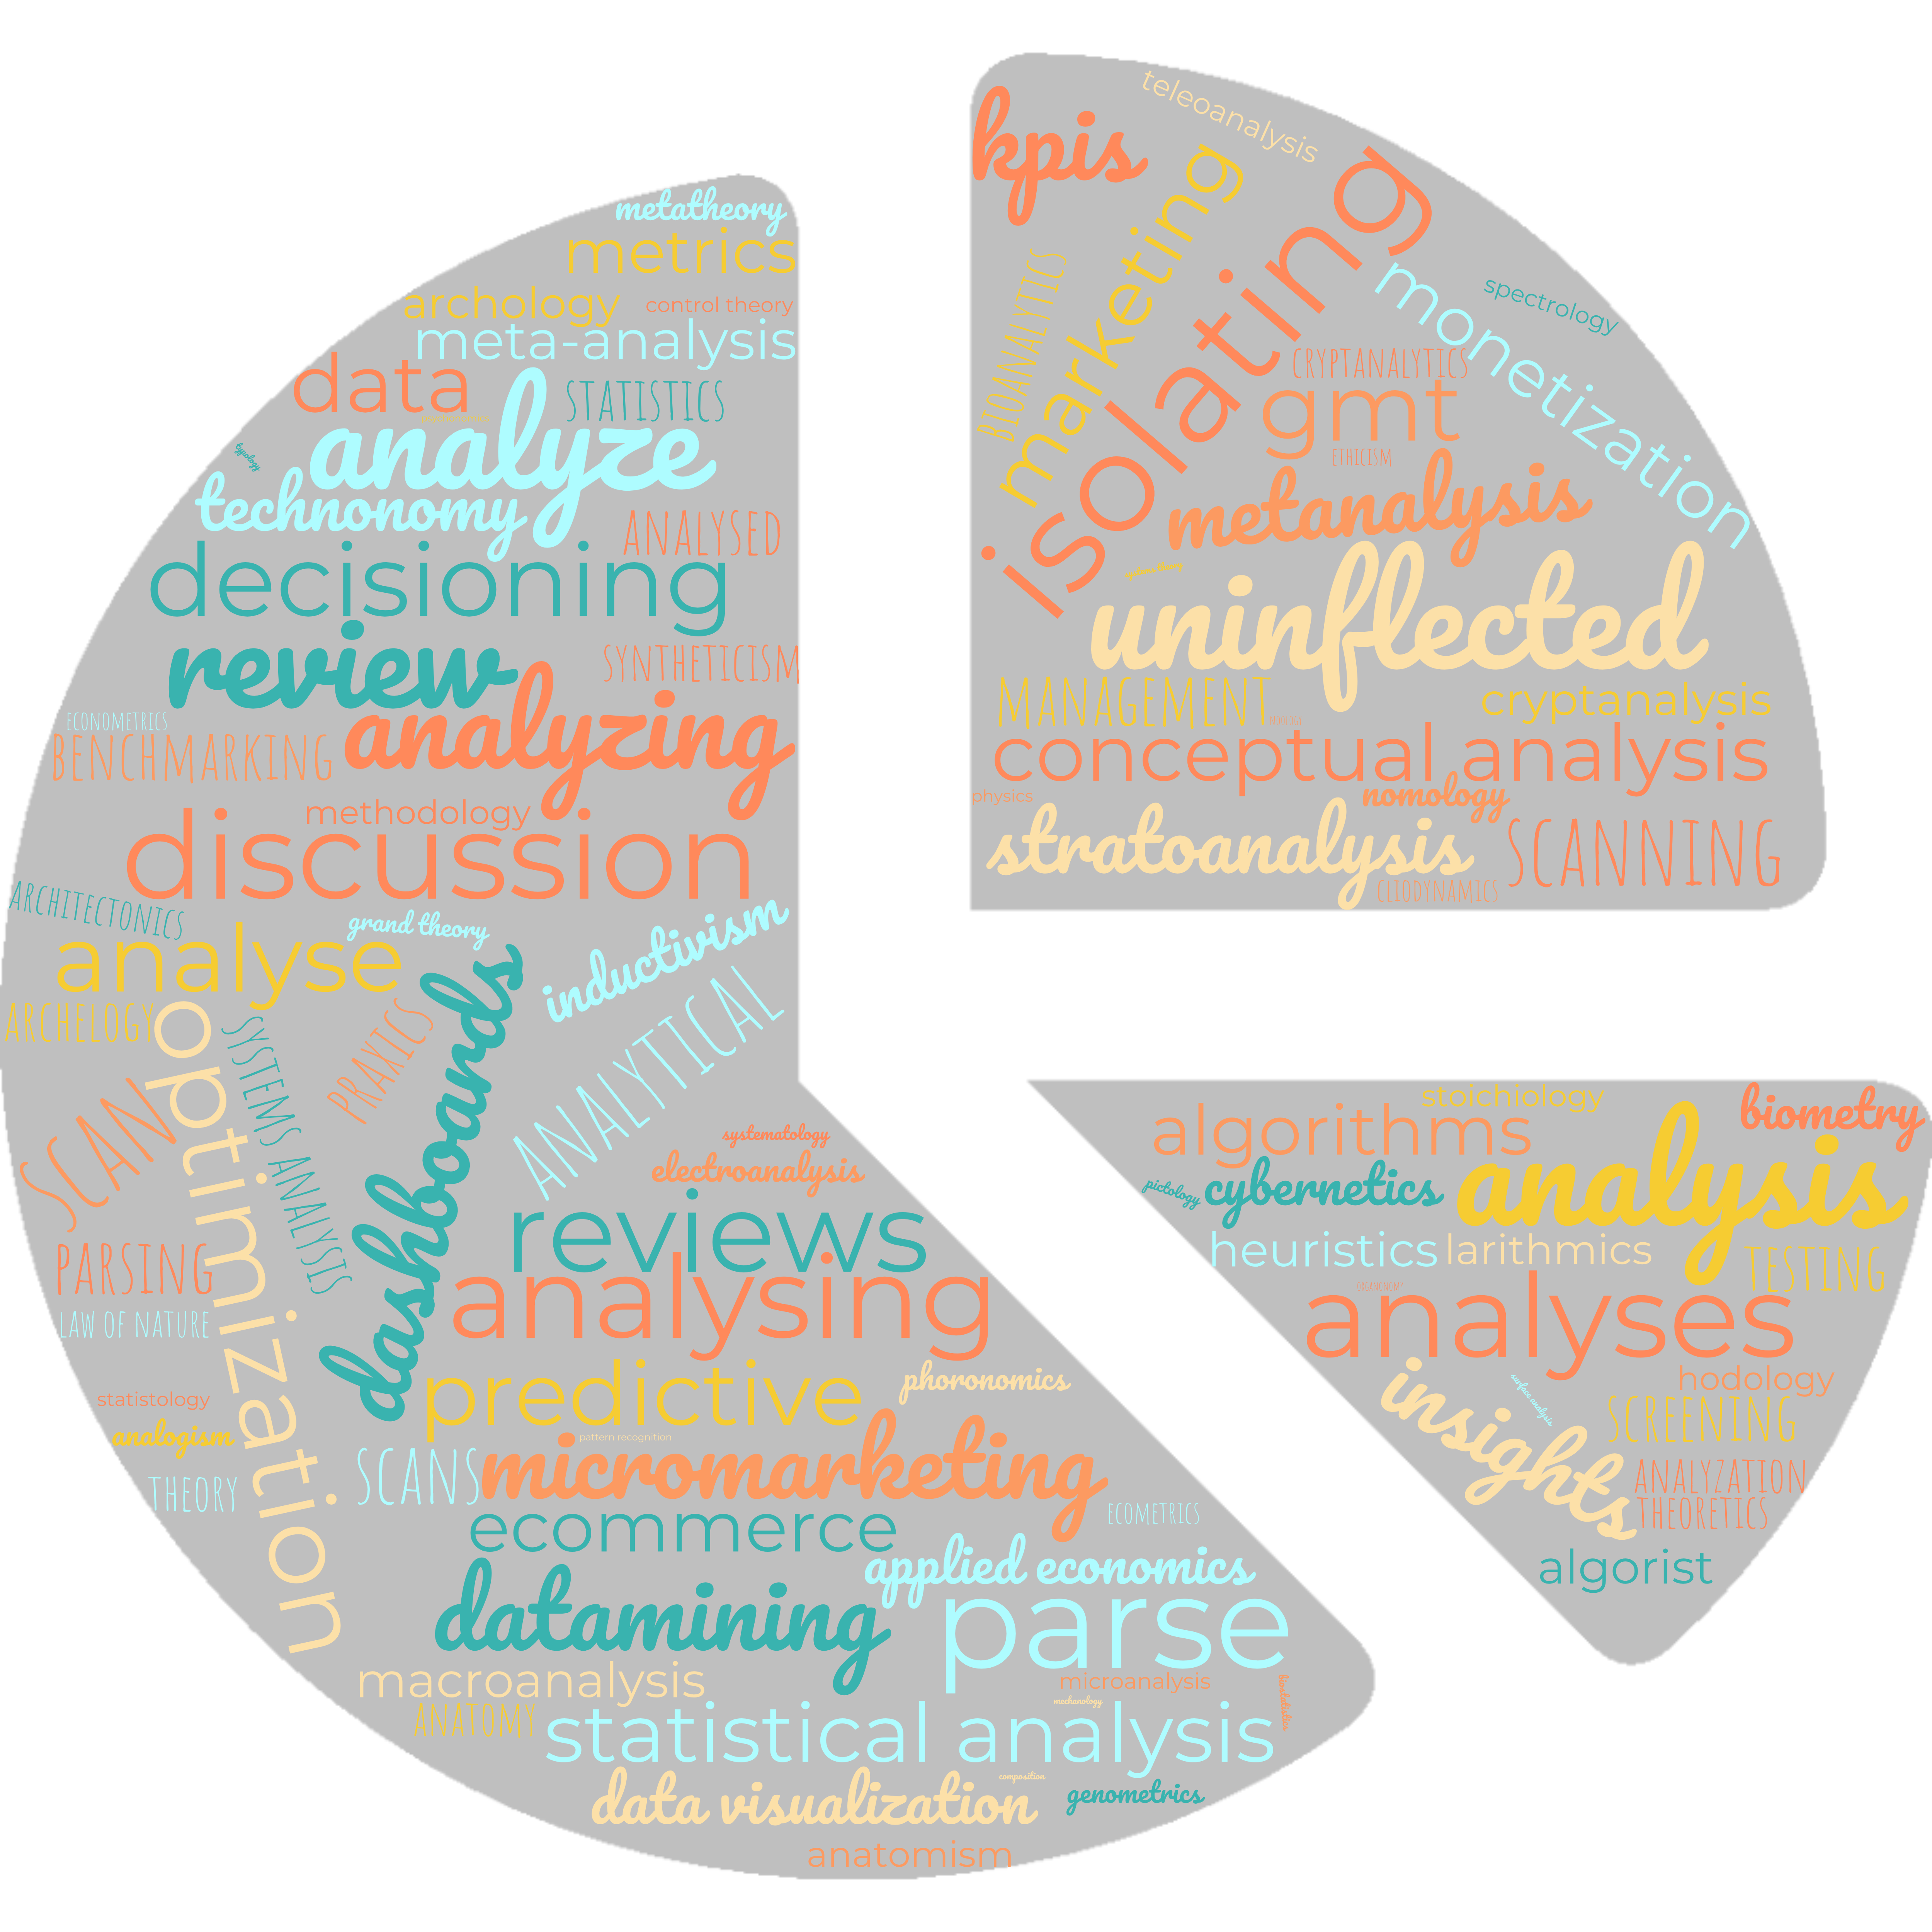 metatheory
metrics
archology
control theory
meta-analysis
data
STATISTICS
analyze
typology
technonomy
ANALYSED
decisioning
review
SYNTHETICISM
ECONOMETRICS
analyzing
BENCHMARKING
methodology
discussion
ARCHITECTONICS
grand theory
inductivism
analyse
ARCHELOGY
optimization
SYSTEMS ANALYSIS
PRAXICS
dashboards
ANALYTICAL
SCAN
systematology
electroanalysis
reviews
PARSING
analysing
LAW OF NATURE
predictive
phoronomics
statistology
analogism
pattern recognition
THEORY
SCANS
micromarketing
ECOMETRICS
ecommerce
applied economics
datamining
parse
macroanalysis
microanalysis
mechanology
ANATOMY
statistical analysis
composition
data visualization
genometrics
anatomism
teleoanalysis
kpis
marketing
isolating
BIOANALYTICS
monetization
spectrology
CRYPTANALYTICS
gmt
ETHICISM
metanalysis
systems theory
uninflected
MANAGEMENT
cryptanalysis
conceptual analysis
physics
nomology
stratoanalysis
SCANNING
CLIODYNAMICS
stoichiology
biometry
algorithms
analysis
pictology
cybernetics
heuristics
larithmics
TESTING
analyses
insights
surface analysis
hodology
SCREENING
ANALYZATION
THEORETICS
algorist